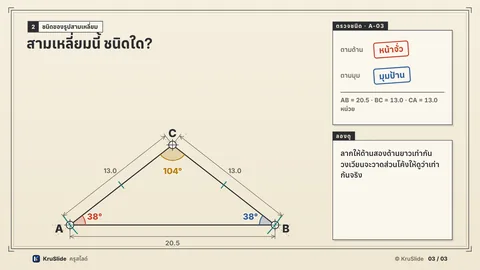 2 ชนิดของรูปสามเหลี่ยม
สามเหลี่ยมนี้ ชนิดใด?
ตรวจชนิด · A-03
ตามด้าน หน้าจั่ว
ตามมุม มุมป้าน
AB = 20.5 · BC = 13.0 · CA = 13.0
หน่วย
ลองดู
ลากให้ด้านสองด้านยาวเท่ากัน
วงเวียนจะวาดส่วนโค้งให้ดูว่าเท่า
กันจริง
C
13.0 104° 13.0
A 38° 38° B
20.5
KruSlide ครูสไลด์
© KruSlide 03 / 03